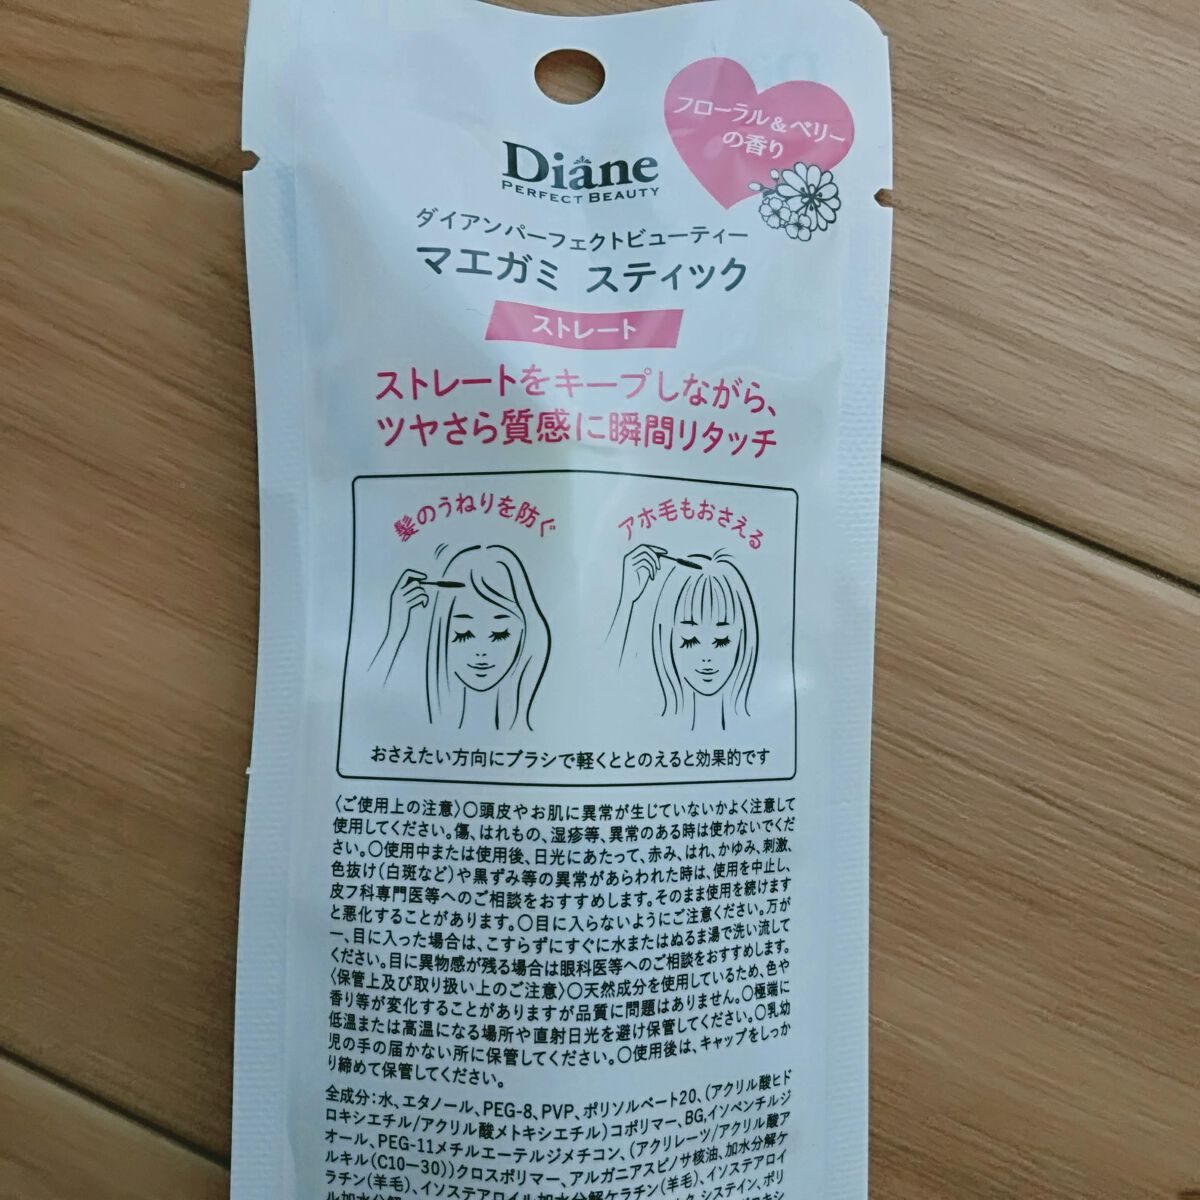 フローラル&ベリー
の香り
Diane
PERFECT BEAUTY
ダイアンパーフェクトビューティー
マエガミ スティック
ストレート
ストレートをキープしながら、
ツヤさら質感に瞬間リタッチ
髪のうねりを防ぐ
アホ毛もおさえる
おさえたい方向にブラシで軽くととのえると効果的です
〈ご使用上の注意〉○頭皮やお肌に異常が生じていないかよく注意して
使用してください。傷、はれもの、湿疹等、異常のある時は使わないでくだ
さい。○使用中または使用後、日光にあたって、赤み、はれ、かゆみ、刺激、
色抜け(白斑など)や黒ずみ等の異常があらわれた時は、使用を中止し、
皮フ科専門医等へのご相談をおすすめします。そのまま使用を続けます
と悪化することがあります。○目に入らないようにご注意ください。万が
一、目に入った場合は、こすらずにすぐに水またはぬるま湯で洗い流して
ください。目に異物感が残る場合は眼科医等へのご相談をおすすめします。
〈保管上及び取り扱い上のご注意〉○天然成分を使用しているため、色や
香り等が変化することがありますが品質に問題はありません。○極端に
低温または高温になる場所や直射日光を避け保管してください。○乳幼
児の手の届かない所に保管してください。○使用後は、キャップをしっか
り締めて保管してください。
全成分:水、エタノール、PEG-8、PVP、ポリソルベート20、(アクリル酸ヒド
ロキシエチル/アクリル酸メトキシエチル)コポリマー、BG、イソペンチルジ
オール、PEG-11メチルエーテルジメチコン、(アクリレーツ/アクリル酸ア
ルキル(C10-30))クロスポリマー、アルガニアスピノサ核油、加水分解ケ
ラチン(羊毛)、イソステアロイル加水分解ケラチン(羊毛)、イソステアロイ
システイン、ポリ